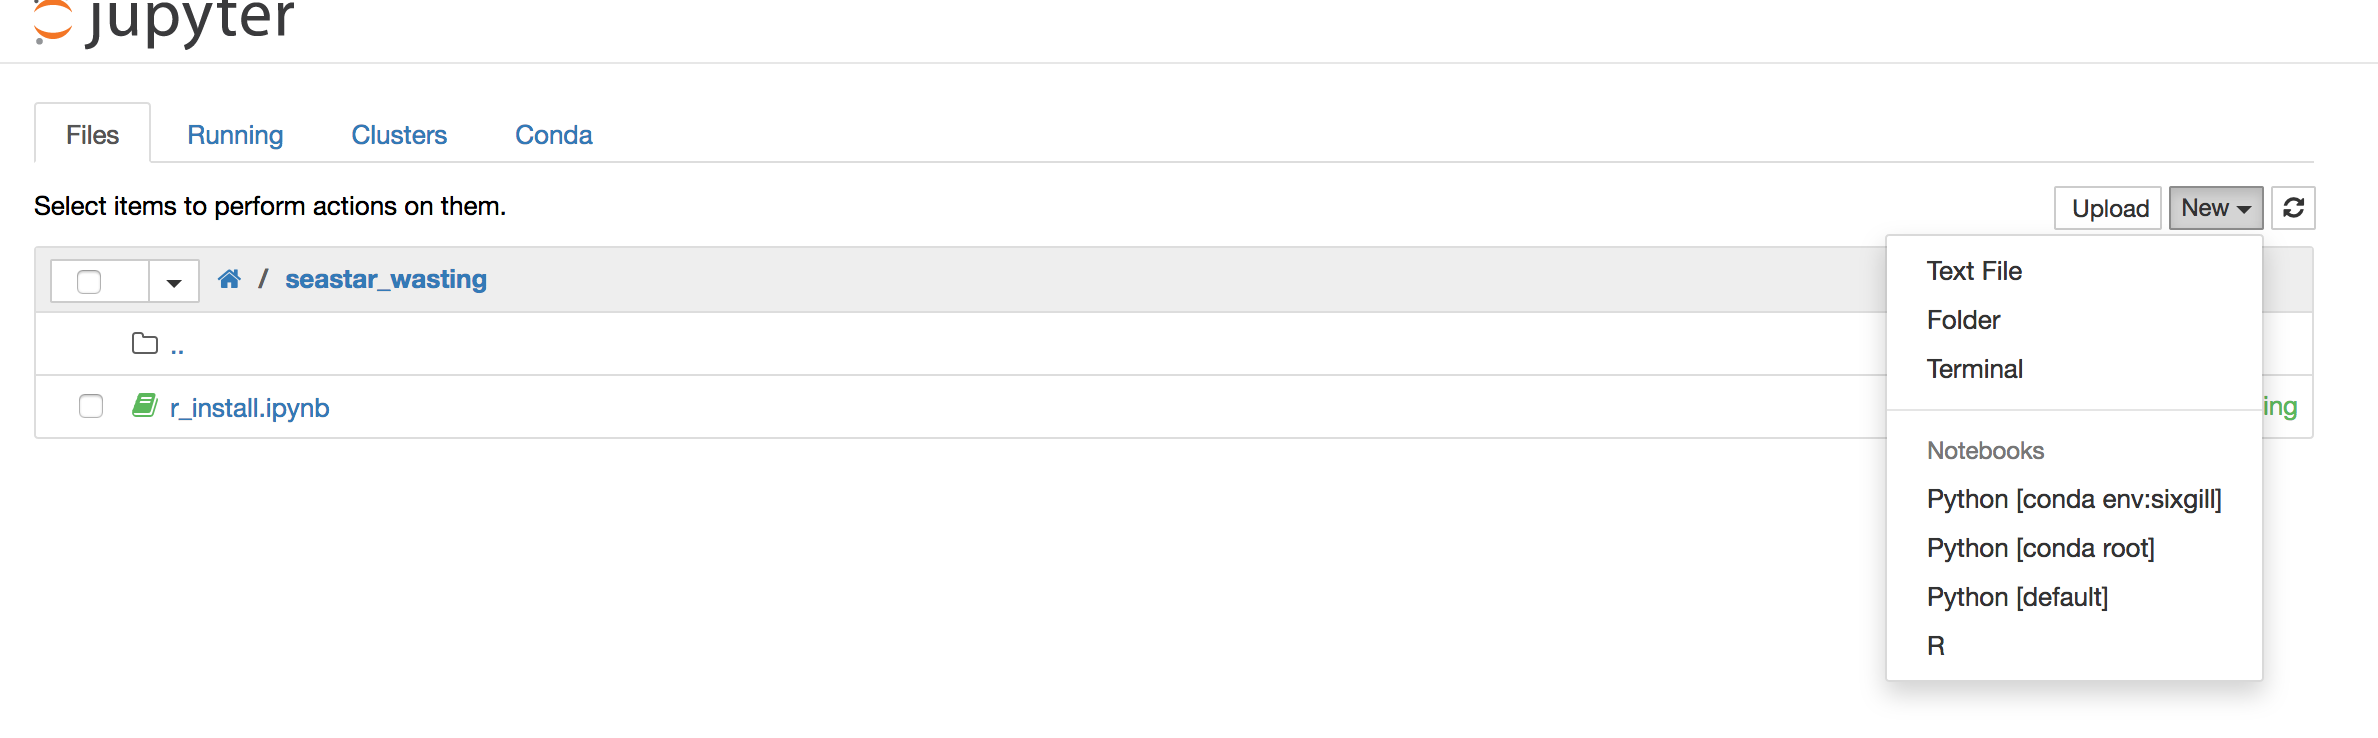 jupyter
Files Running Clusters Conda
Select items to perform actions on them.
Upload New
/ seastar_wasting
..
r_install.ipynb
ing
Text File
Folder
Terminal
Notebooks
Python [conda env:sixgill]
Python [conda root]
Python [default]
R